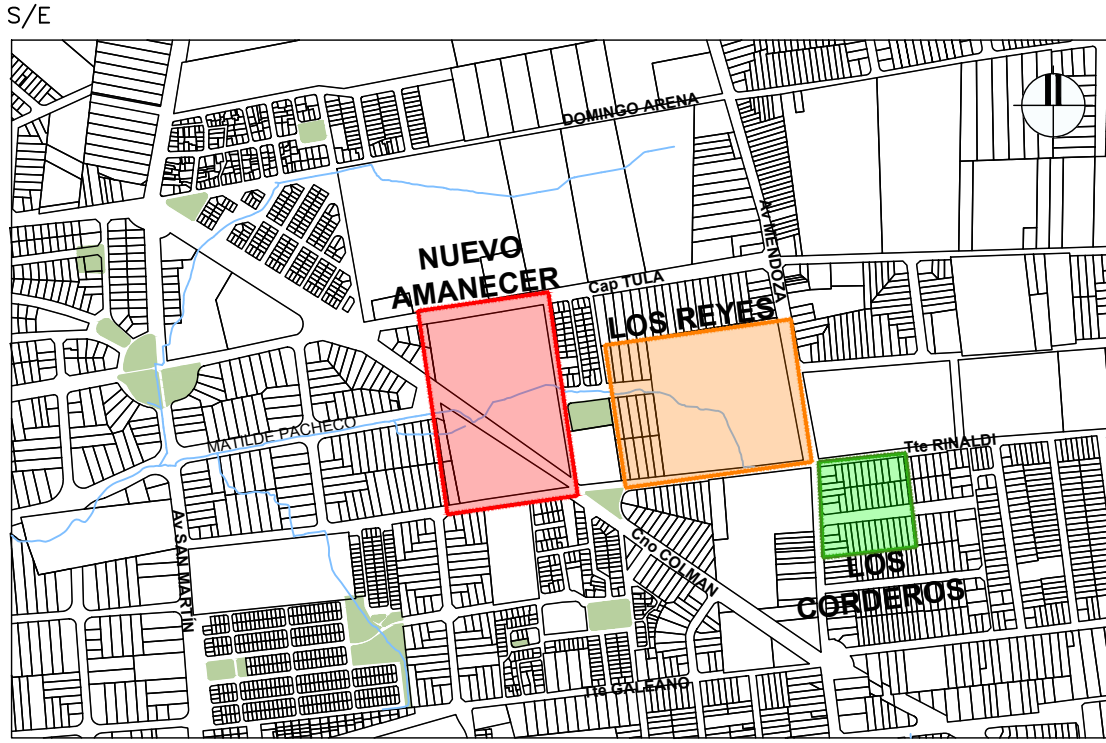 S/E
DOMINGO ARENA
Av MENDOZA
NUEVO
AMANECER
Cap TULA
LOS REYES
MATILDE PACHECO
Tte RINALDI
Av SAN MARTÍN
Cno COLMAN
LOS
CORDEROS
Tte GALEANO